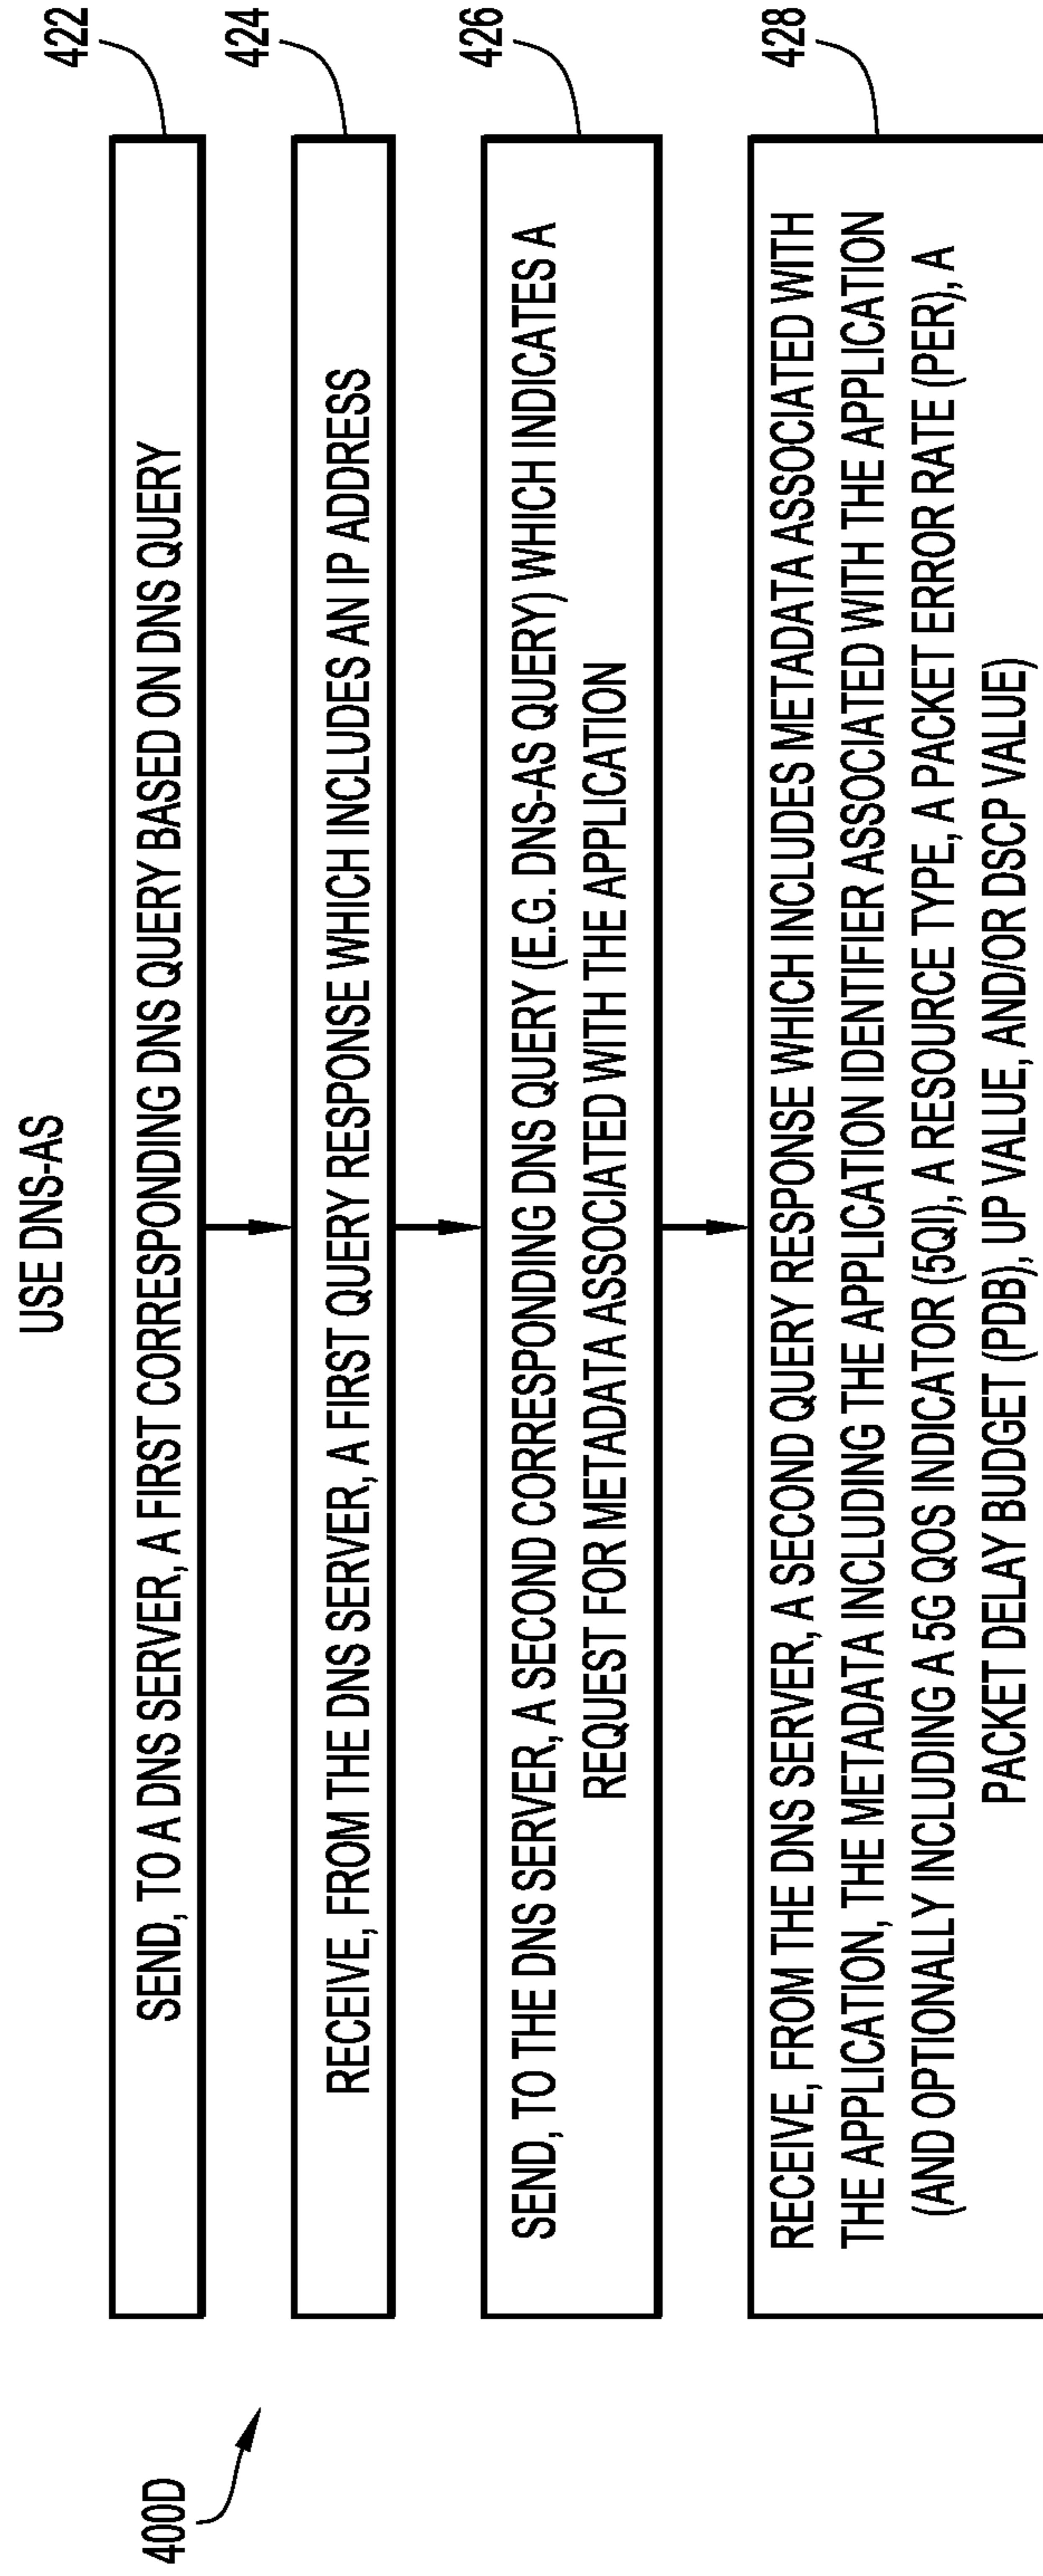 USE DNS-AS
400D
422
SEND, TO A DNS SERVER, A FIRST CORRESPONDING DNS QUERY BASED ON DNS QUERY
424
RECEIVE, FROM THE DNS SERVER, A FIRST QUERY RESPONSE WHICH INCLUDES AN IP ADDRESS
426
SEND, TO THE DNS SERVER, A SECOND CORRESPONDING DNS QUERY (E.G. DNS-AS QUERY) WHICH INDICATES A
REQUEST FOR METADATA ASSOCIATED WITH THE APPLICATION
428
RECEIVE, FROM THE DNS SERVER, A SECOND QUERY RESPONSE WHICH INCLUDES METADATA ASSOCIATED WITH
THE APPLICATION, THE METADATA INCLUDING THE APPLICATION IDENTIFIER ASSOCIATED WITH THE APPLICATION
(AND OPTIONALLY INCLUDING A 5G QOS INDICATOR (5QI), A RESOURCE TYPE, A PACKET ERROR RATE (PER), A
PACKET DELAY BUDGET (PDB), UP VALUE, AND/OR DSCP VALUE)